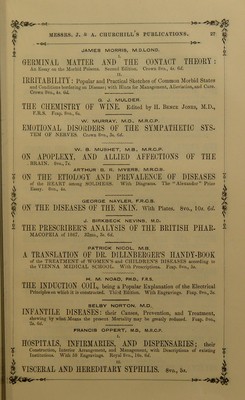 MESSRS. J. & A. CHURCHILL'S PUBLICATIONS. 37
JAMES MORRIS, M.D.LOND.
I.
GERMINAL MATTER AND THE CONTACT THEORY:
An Essay on the Morbid Poisons. Second Edition. Crown 8vo., 4s. 6d.
II.
IRRITABILITY: Popular and Practical Sketches of Common Morbid States
and Conditions bordering on Disease; with Hints for Management, Alleviation, and Cure.
Crown 8vo., 4s. 6d.
G. J. MULDER.
THE CHEMISTRY OF WINE. Edited by H. BENCE JONES, M.D.,
F.R.S. Fcap. 8vo., 6s.
W. MURRAY, M.D., M.R.C.P.
EMOTIONAL DISORDERS OF THE SYMPATHETIC SYS-
TEM OF NERVES. Crown 8vo., 3s. 6d.
W. B. MUSHET, M.B., M.R.C.P.
ON APOPLEXY, AND ALLIED AFFECTIONS OF THE
BRAIN. 8vo., 7s.
ARTHUR B. R. MYERS, M.R.C.S.
ON THE ETIOLOGY AND PREVALENCE OF DISEASES
of the HEART among SOLDIERS. With Diagrams. The "Alexander" Prize
Essay. 8vo., 4s.
GEORGE NAYLER, F.R.C.S.
ON THE DISEASES OF THE SKIN. With Plates. 8vo., 10s. 6d.
J. BIRKBECK NEVINS, M.D.
THE PRESCRIBER'S ANALYSIS OF THE BRITISH PHAR-
MACOPEIA of 1867. 32mo., 3s. 6d.
PATRICK NICOL, M.B.
A TRANSLATION OF DR. DILLNBERGER'S HANDY-BOOK
of the TREATMENT of WOMEN'S and CHILDREN'S DISEASES according to
the VIENNA MEDICAL SCHOOL. With Prescriptions. Fcap. 8vo., 5s.
H. M. NOAD, PH.D., F.R.S.
THE INDUCTION COIL, being a Popular Explanation of the Electrical
Principles on which it is constructed. Third Edition. With Engravings. Fcap. 8vo., 3s.
SELBY NORTON, M.D.
INFANTILE DISEASES: their Causes, Prevention, and Treatment,
showing by what Means the present Mortality may be greatly reduced. Fcap. 8vo.,
2s. 6d.
FRANCIS OPPERT, M.D., M.R.C.P.
I.
HOSPITALS, INFIRMARIES, AND DISPENSARIES; their
Construction, Interior Arrangement, and Management, with Descriptions of existing
Institutions. With 58 Engravings. Royal 8vo., 10s. 6d.
II.
VISCERAL AND HEREDITARY SYPHILIS. 8vo., 5s.